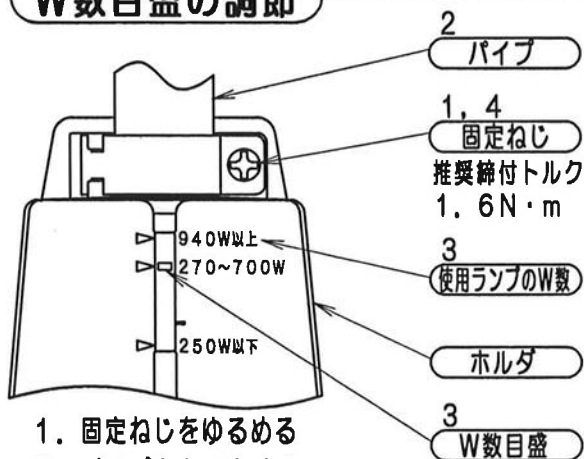 W数目盛の調節
2
パイプ
1，4
固定ねじ
推奨締付トルク
1．6N・m
940W以上
270~700W
3
使用ランプのW数
250W以下
ホルダ
3
W数目盛
1．固定ねじをゆるめる